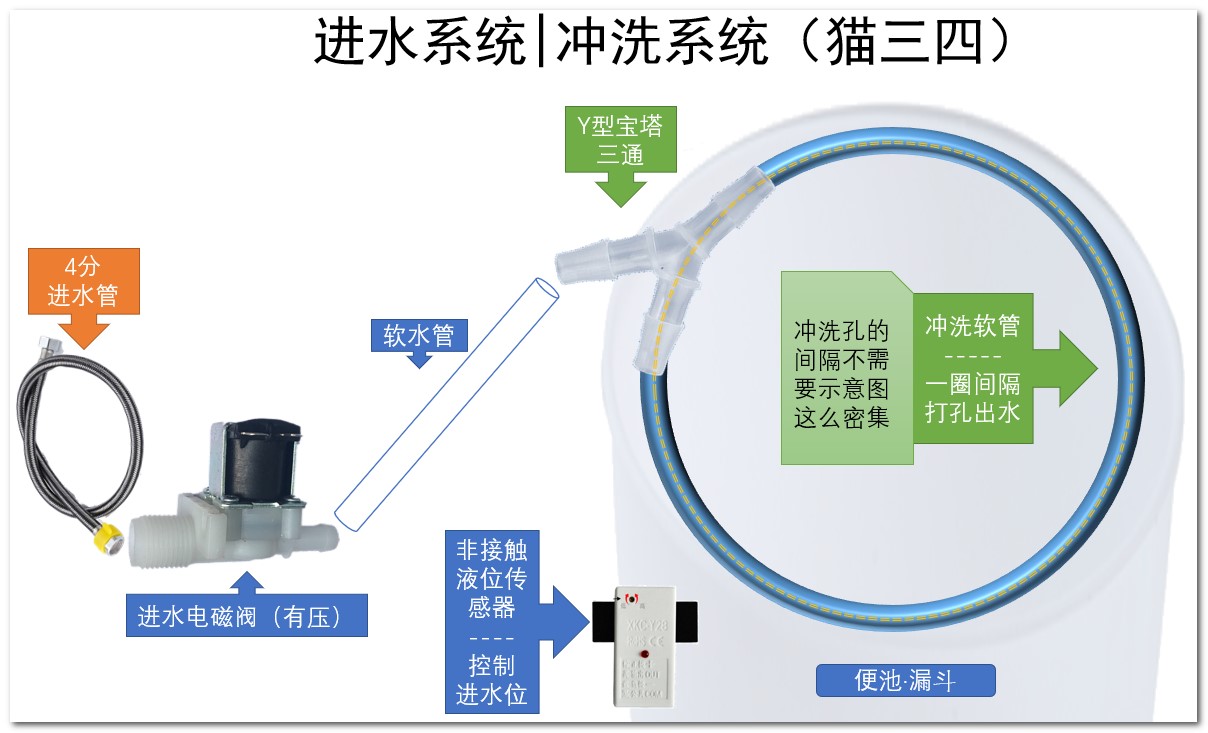 进水系统|冲洗系统（猫三四）
Y型宝塔
三通
4分
进水管
软水管
冲洗孔的
间隔不需
要示意图
这么密集
冲洗软管
-----
一圈间隔
打孔出水
非接触
液位传
感器
----
控制
进水位
进水电磁阀（有压）
XKC-Y28
便池·漏斗